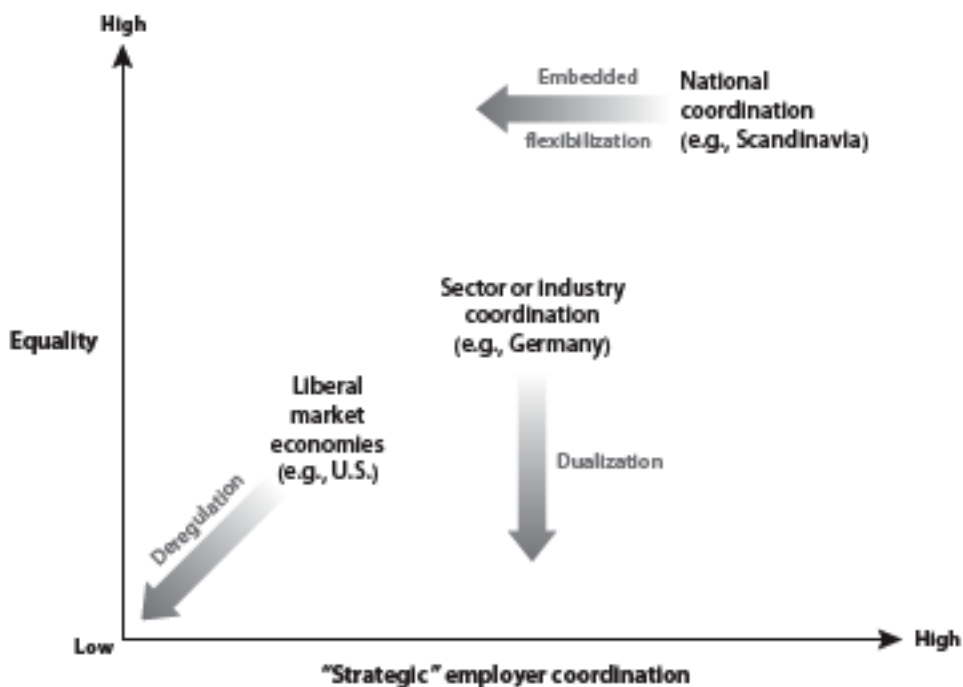 High
Embedded
flexibilization
National
coordination
(e.g., Scandinavia)
Sector or industry
coordination
(e.g., Germany)
Equality
Liberal
market
economies
(e.g., U.S.)
Dualization
Deregulation
Low
High
"Strategic" employer coordination